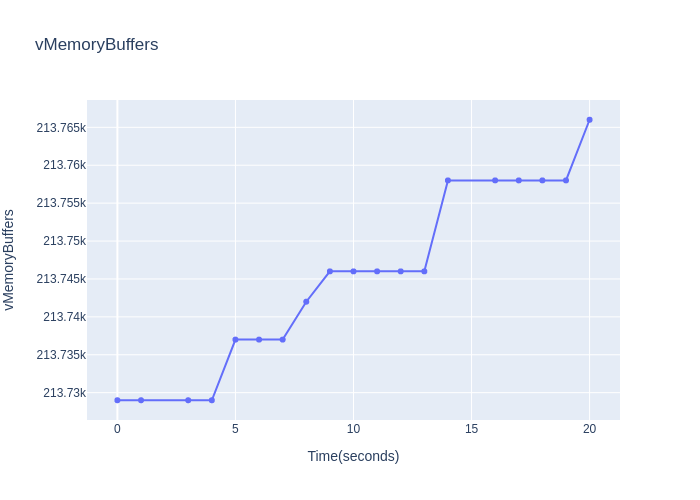 vMemoryBuffers
213.765k
213.76k
213.755k
213.75k
213.745k
213.74k
213.735k
213.73k
vMemoryBuffers
0 5 10 15 20
Time(seconds)